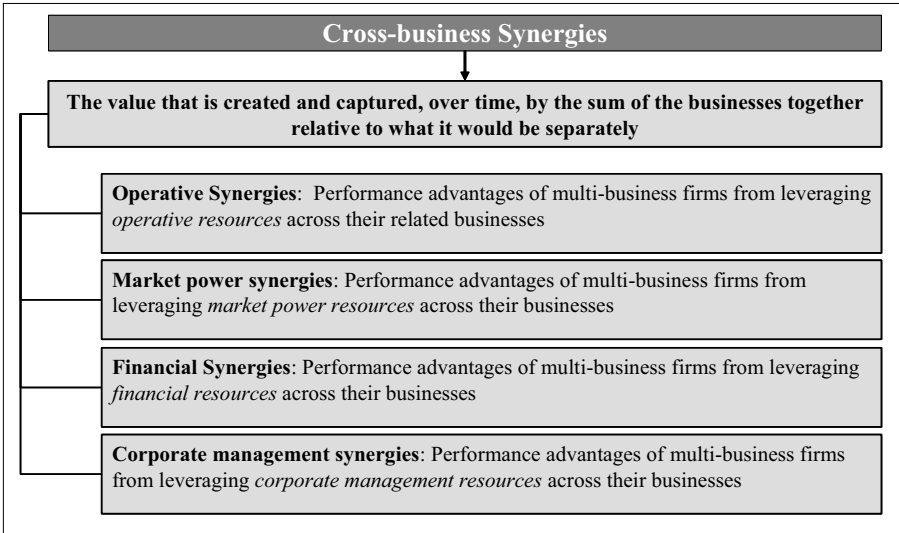 Cross-business Synergies
The value that is created and captured, over time, by the sum of the businesses together
relative to what it would be separately
Operative Synergies:  Performance advantages of multi-business firms from leveraging
operative resources across their related businesses
Market power synergies: Performance advantages of multi-business firms from
leveraging market power resources across their businesses
Financial Synergies: Performance advantages of multi-business firms from leveraging
financial resources across their businesses
Corporate management synergies: Performance advantages of multi-business firms
from leveraging corporate management resources across their businesses